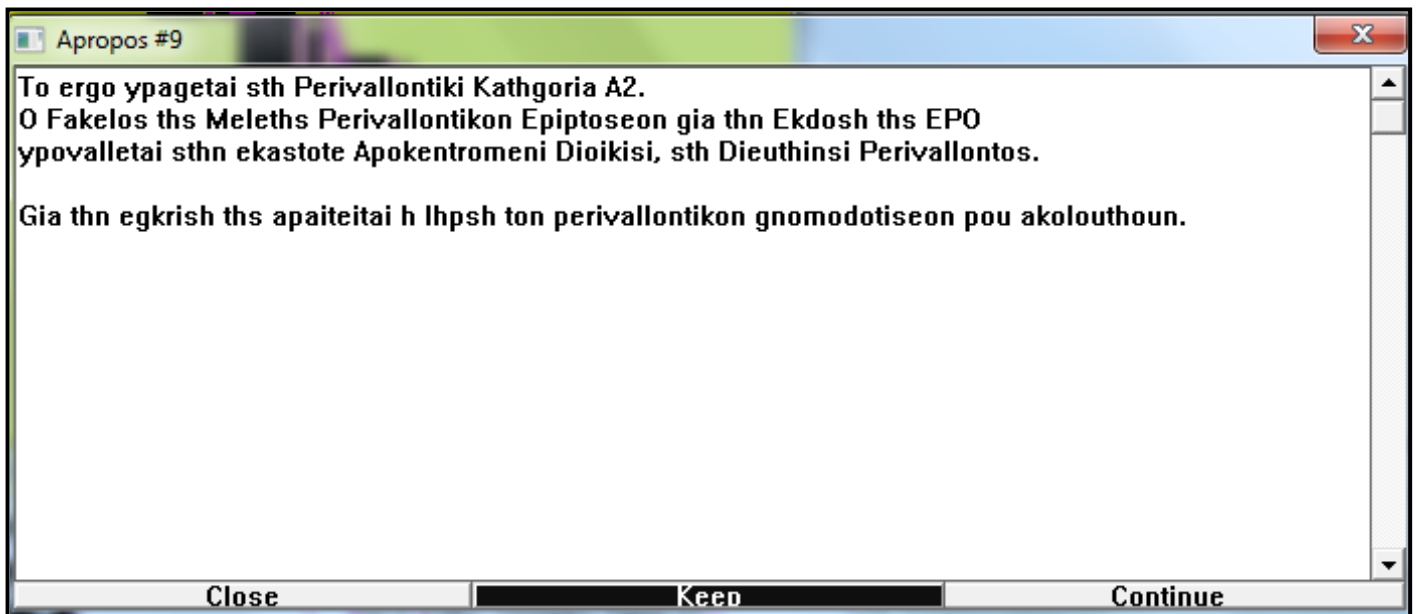 Apropos #9
To ergo ypagetai sth Perivallontiki Kathgoria A2.
O Fakelos ths Meleths Perivallontikon Epiptoseon gia thn Ekdosh ths EPO
ypovalletai sthn ekastote Apokentromeni Dioikisi, sth Dieuthinsi Perivallontos.
Gia thn egkrish ths apaiteitai h lhpsh ton perivallontikon gnomodotiseon pou akolouthoun.
Close Keep Continue